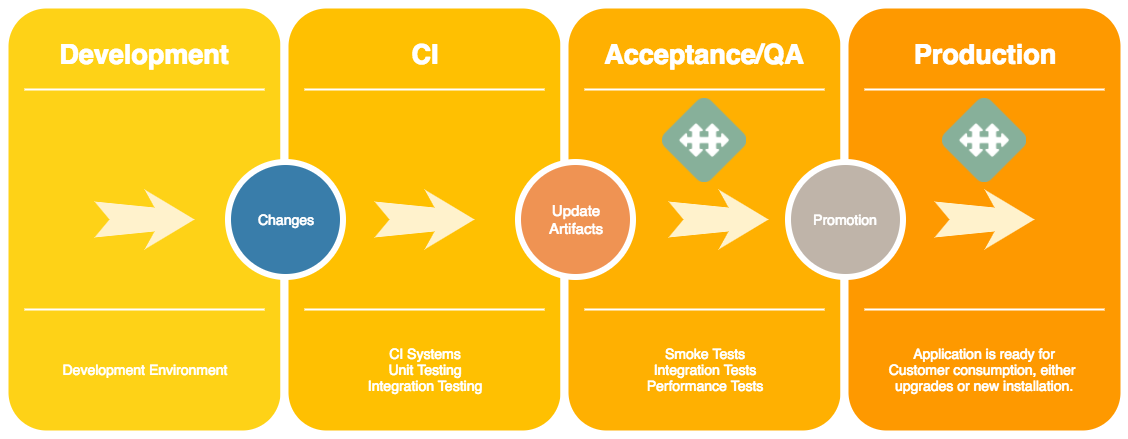 Development
CI
Acceptance/QA
Production
Changes
Update
Artifacts
Promotion
Development Environment
CI Systems
Unit Testing
Integration Testing
Smoke Tests
Integration Tests
Performance Tests
Application is ready for
Customer consumption, either
upgrades or new installation.